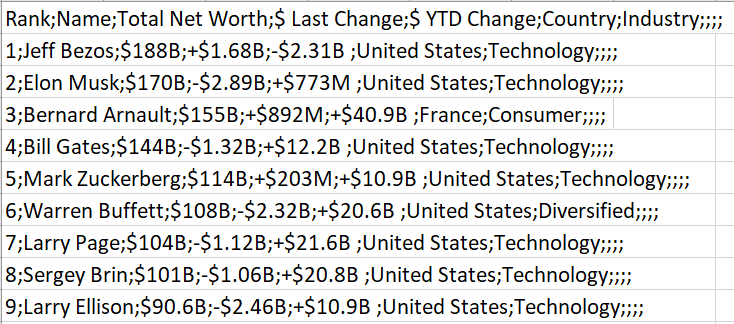 Rank;Name;Total Net Worth;$ Last Change;$ YTD Change;Country;Industry;;;;
1;Jeff Bezos;$188B;+$1.68B;-$2.31B ;United States;Technology;;;;
2;Elon Musk;$170B;-$2.89B;+$773M ;United States;Technology;;;;
3;Bernard Arnault;$155B;+$892M;+$40.9B ;France;Consumer;;;;
4;Bill Gates;$144B;-$1.32B;+$12.2B ;United States;Technology;;;;
5;Mark Zuckerberg;$114B;+$203M;+$10.9B ;United States;Technology;;;;
6;Warren Buffett;$108B;-$2.32B;+$20.6B ;United States;Diversified;;;;
7;Larry Page;$104B;-$1.12B;+$21.6B ;United States;Technology;;;;
8;Sergey Brin;$101B;-$1.06B;+$20.8B ;United States;Technology;;;;
9;Larry Ellison;$90.6B;-$2.46B;+$10.9B ;United States;Technology;;;;